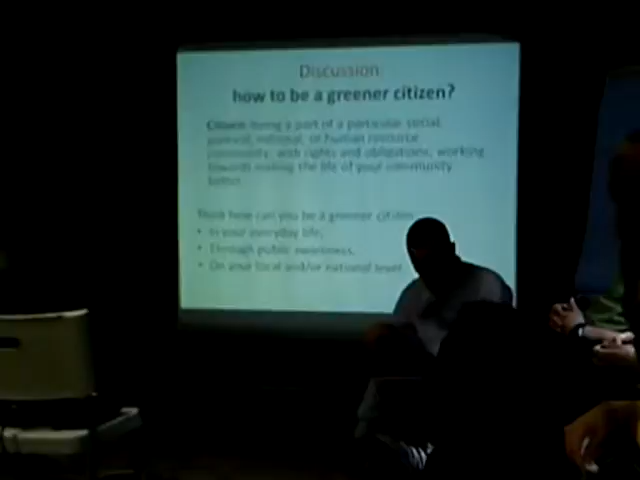 Discussion
how to be a greener citizen?
Citizen: being a part of a particular social,
political, national, or human resource
community, with rights and obligations, working
towards making the life of your community
better.
Think how can you be a greener citizen
• In your everyday life,
• Through public awareness,
• On your local and/or national level